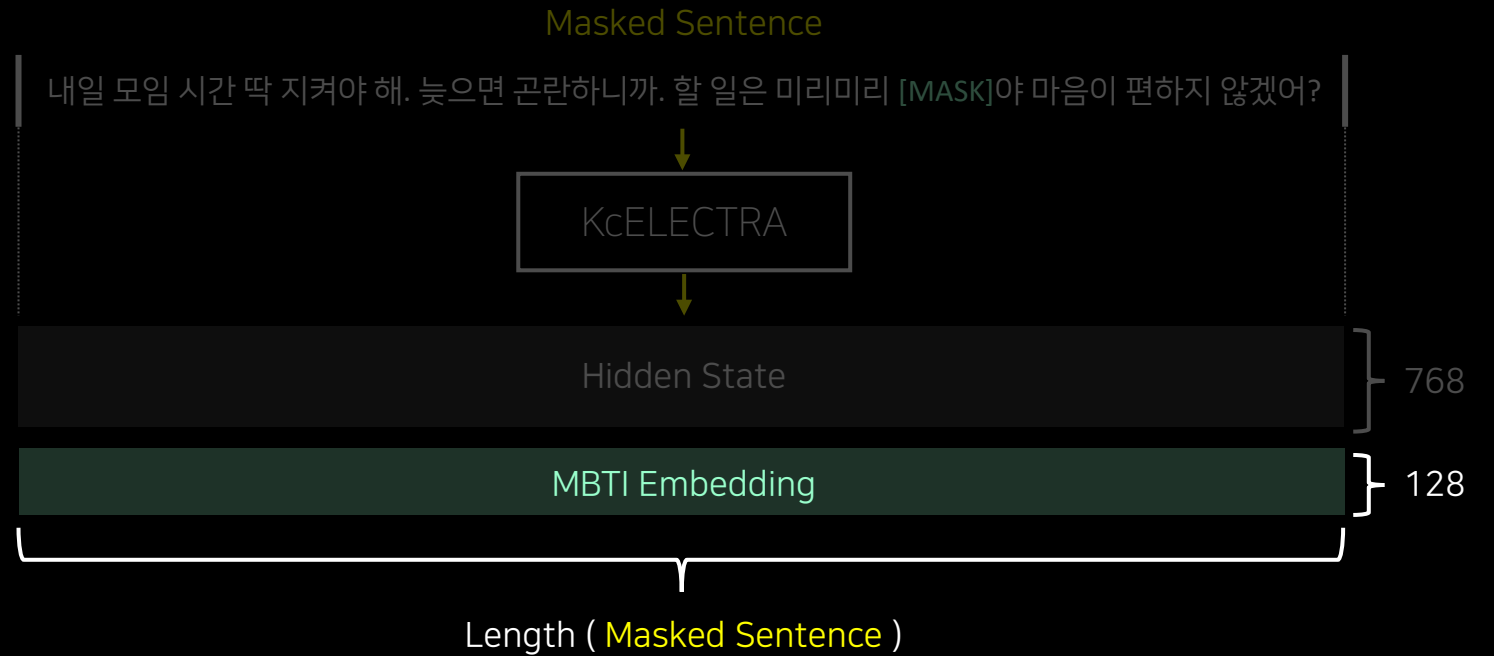 Masked Sentence
내일 모임 시간 딱 지켜야 해. 늦으면 곤란하니까. 할 일은 미리미리 [MASK]야 마음이 편하지 않겠어?
KcELECTRA
Hidden State
768
MBTI Embedding
128
Length ( Masked Sentence )